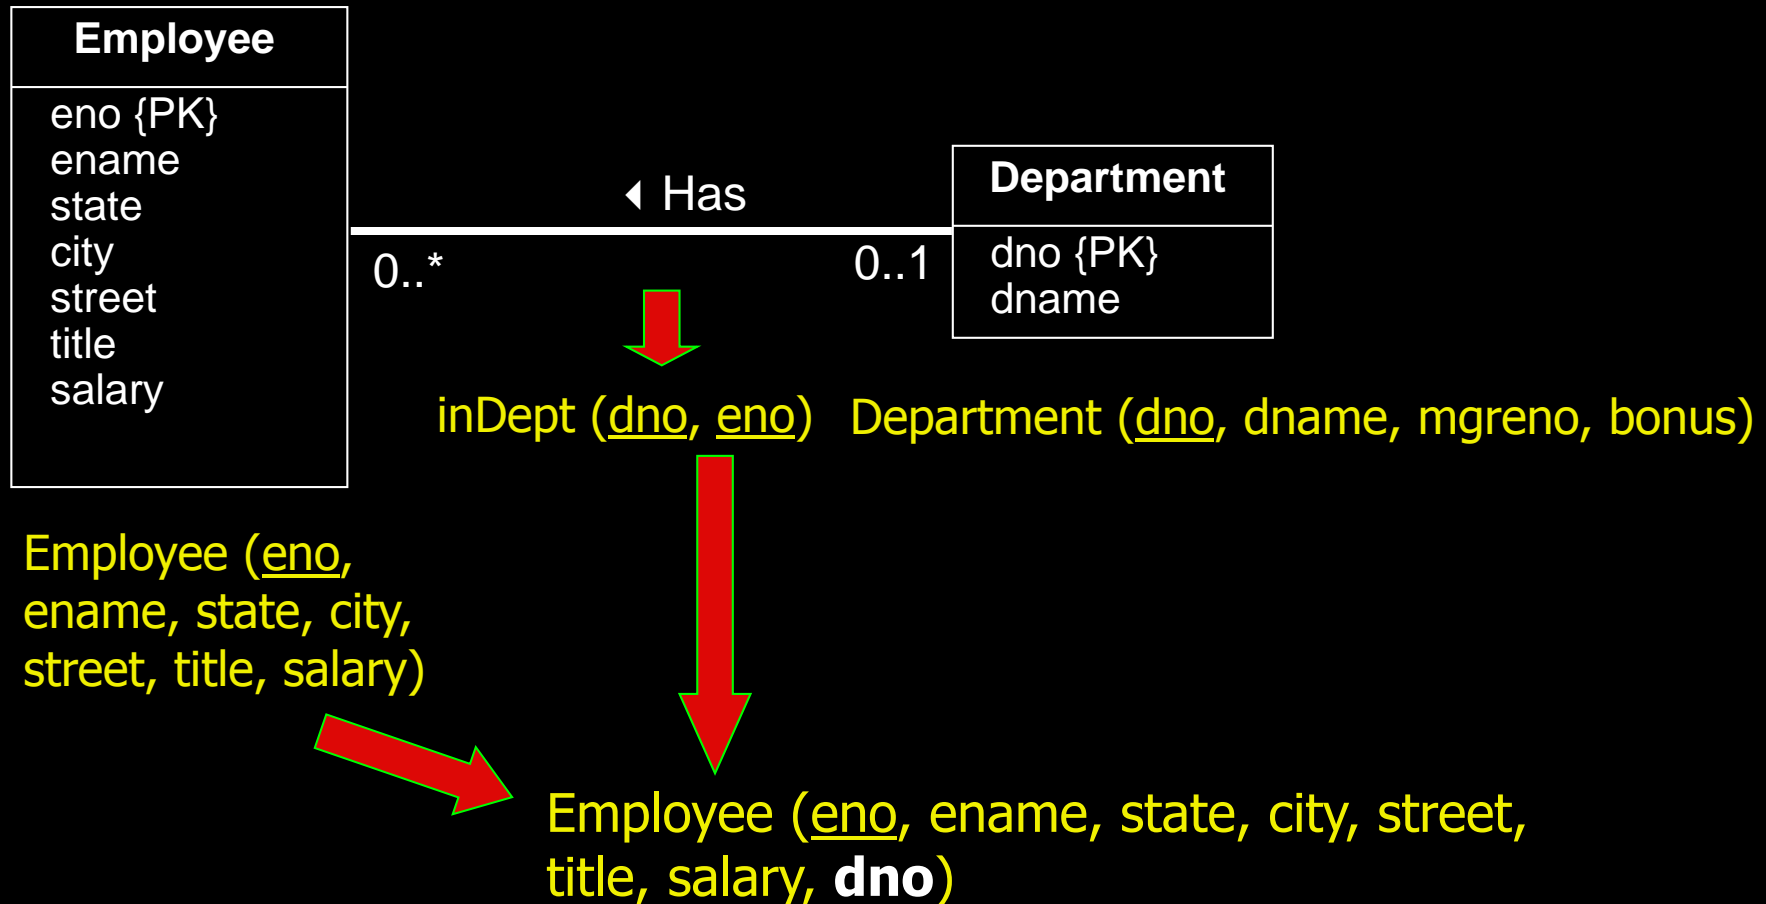 Employee
eno {PK}
ename
state
city
street
title
salary
Has
0..*
0..1
Department
dno {PK}
dname
inDept (dno, eno)
Department (dno, dname, mgreno, bonus)
Employee (eno,
ename, state, city,
street, title, salary)
Employee (eno, ename, state, city, street,
title, salary, dno)